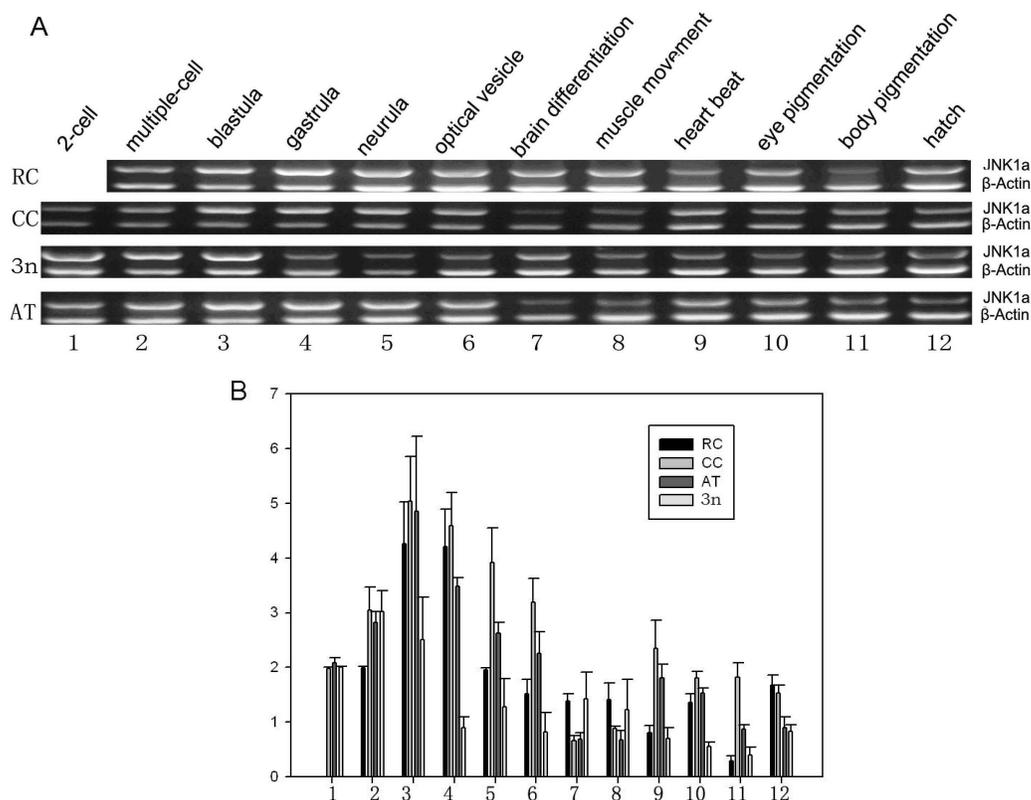 A
2-cell
multiple-cell
blastula
gastrula
neurula
optical vesicle
brain differentiation
muscle movement
heart beat
eye pigmentation
body pigmentation
hatch
RC
JNK1a
β-Actin
CC
JNK1a
β-Actin
3n
JNK1a
β-Actin
AT
JNK1a
β-Actin
1 2 3 4 5 6 7 8 9 10 11 12
B
7
6
5
4
3
2
1
0
RC
CC
AT
3n
1 2 3 4 5 6 7 8 9 10 11 12